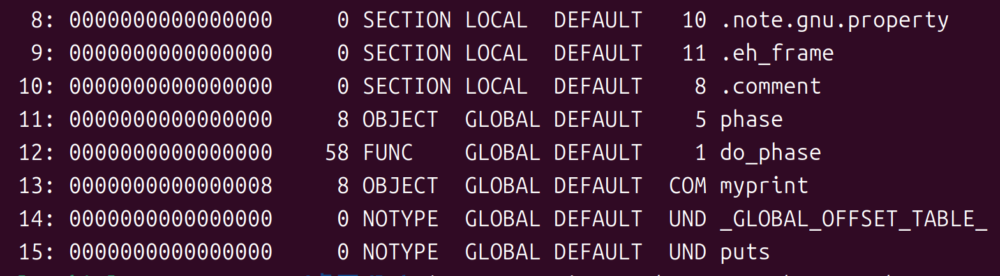 8: 0000000000000000 0 SECTION LOCAL DEFAULT 10 .note.gnu.property
9: 0000000000000000 0 SECTION LOCAL DEFAULT 11 .eh_frame
10: 0000000000000000 0 SECTION LOCAL DEFAULT 8 .comment
11: 0000000000000000 8 OBJECT GLOBAL DEFAULT 5 phase
12: 0000000000000000 58 FUNC GLOBAL DEFAULT 1 do_phase
13: 0000000000000008 8 OBJECT GLOBAL DEFAULT COM myprint
14: 0000000000000000 0 NOTYPE GLOBAL DEFAULT UND _GLOBAL_OFFSET_TABLE_
15: 0000000000000000 0 NOTYPE GLOBAL DEFAULT UND puts